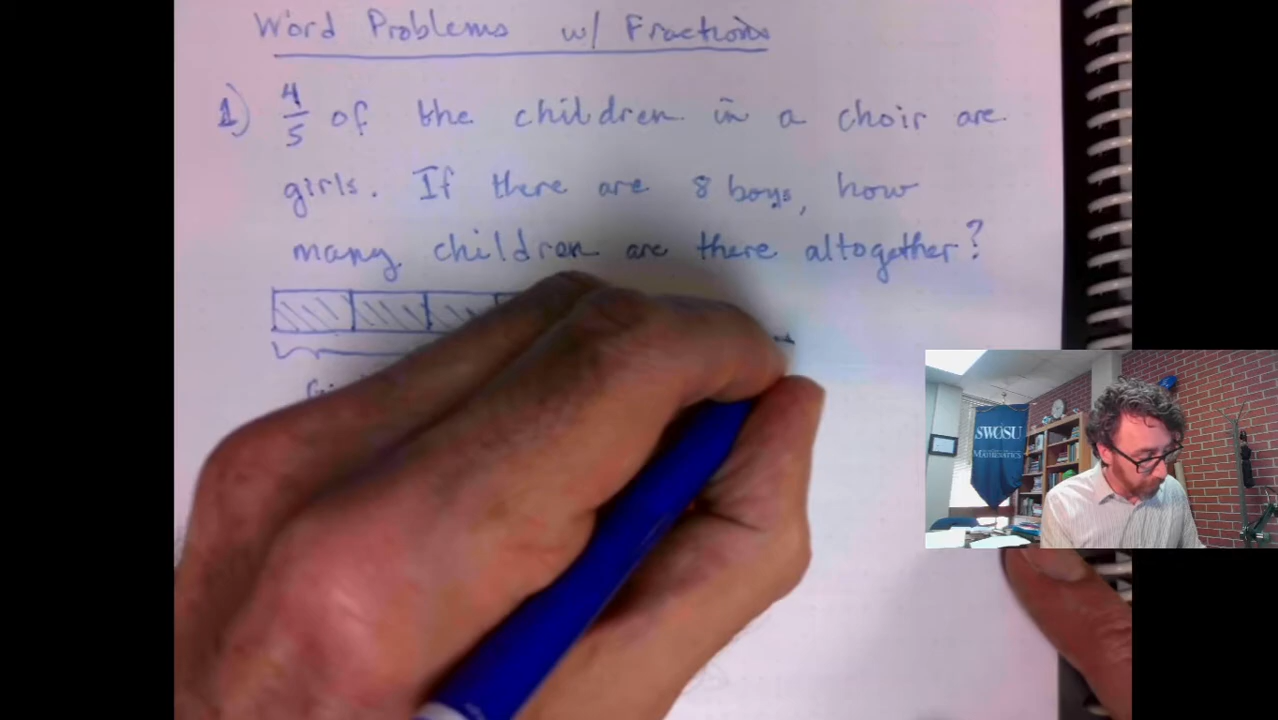 Word Problems w/ Fractions
1) 4/5 of the children in a choir are
girls. If there are 8 boys, how
many children are there altogether?
SWOSU
MATHEMATICS